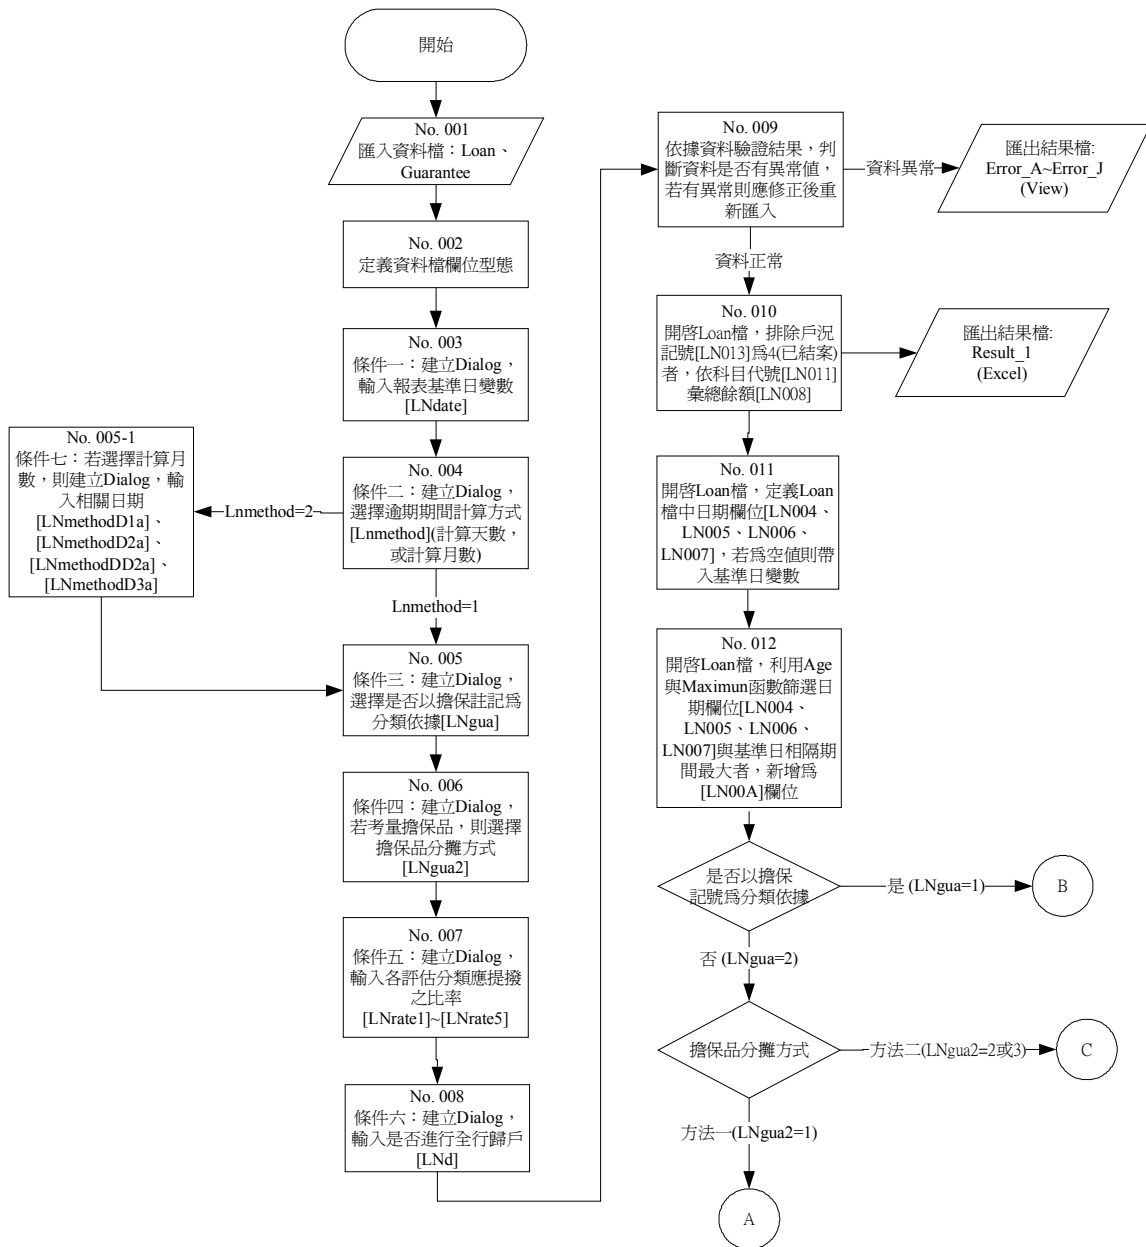 開始
No. 001
匯入資料檔：Loan、
Guarantee
No. 002
定義資料檔欄位型態
No. 003
條件一：建立Dialog，
輸入報表基準日變數
[LNdate]
No. 004
條件二：建立Dialog，
選擇逾期期間計算方式
[Lnmethod](計算天數，
或計算月數)
Lnmethod=2
No. 005-1
條件七：若選擇計算月
數，則建立Dialog，輸
入相關日期
[LNmethodD1a]、
[LNmethodD2a]、
[LNmethodDD2a]、
[LNmethodD3a]
Lnmethod=1
No. 005
條件三：建立Dialog，
選擇是否以擔保註記為
分類依據[LNgua]
No. 006
條件四：建立Dialog，
若考量擔保品，則選擇
擔保品分攤方式
[LNgua2]
No. 007
條件五：建立Dialog，
輸入各評估分類應提撥
之比率
[LNrate1]~[LNrate5]
No. 008
條件六：建立Dialog，
輸入是否進行全行歸戶
[LNd]
No. 009
依據資料驗證結果，判
斷資料是否有異常值，
若有異常則應修正後重
新匯入
資料異常
匯出結果檔:
Error_A~Error_J
(View)
資料正常
No. 010
開啓Loan檔，排除戶況
記號[LN013]爲4(已結案)
者，依科目代號[LN011]
彙總餘額[LN008]
匯出結果檔:
Result_1
(Excel)
No. 011
開啓Loan檔，定義Loan
檔中日期欄位[LN004、
LN005、LN006、
LN007]，若爲空值則帶
入基準日變數
No. 012
開啓Loan檔，利用Age
與Maximun函數篩選日
期欄位[LN004、
LN005、LN006、
LN007]與基準日相隔期
間最大者，新增爲
[LN00A]欄位
是否以擔保
記號爲分類依據
是 (LNgua=1)
B
否 (LNgua=2)
擔保品分攤方式
方法二(LNgua2=2或3)
C
方法一(LNgua2=1)
A